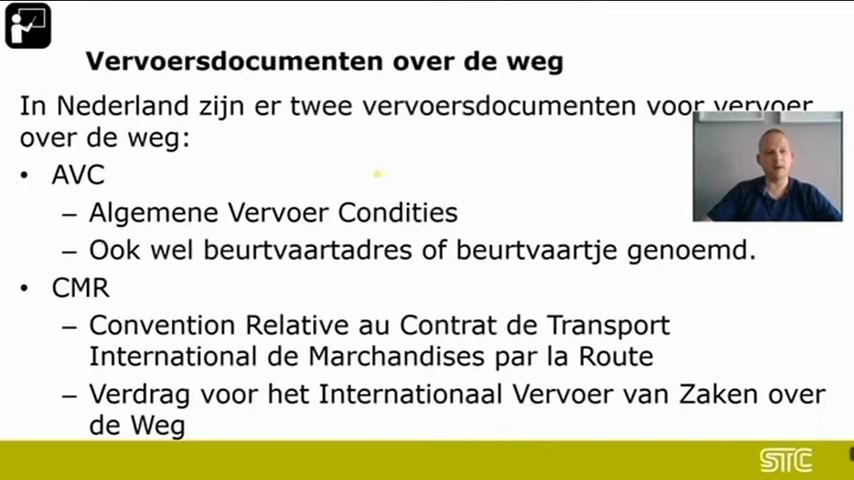 Vervoersdocumenten over de weg
In Nederland zijn er twee vervoersdocumenten voor vervoer
over de weg:
• AVC
– Algemene Vervoer Condities
– Ook wel beurtvaartadres of beurtvaartje genoemd.
• CMR
– Convention Relative au Contrat de Transport
International de Marchandises par la Route
– Verdrag voor het Internationaal Vervoer van Zaken over
de Weg
STC